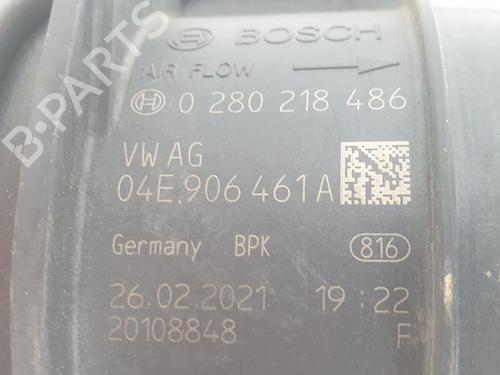 BOSCH
AIR FLOW
0 280 218 486
VW AG
04E.906 461 A
Germany BPK 816
26.02.2021 19:22
20108848 F
B-PARTS